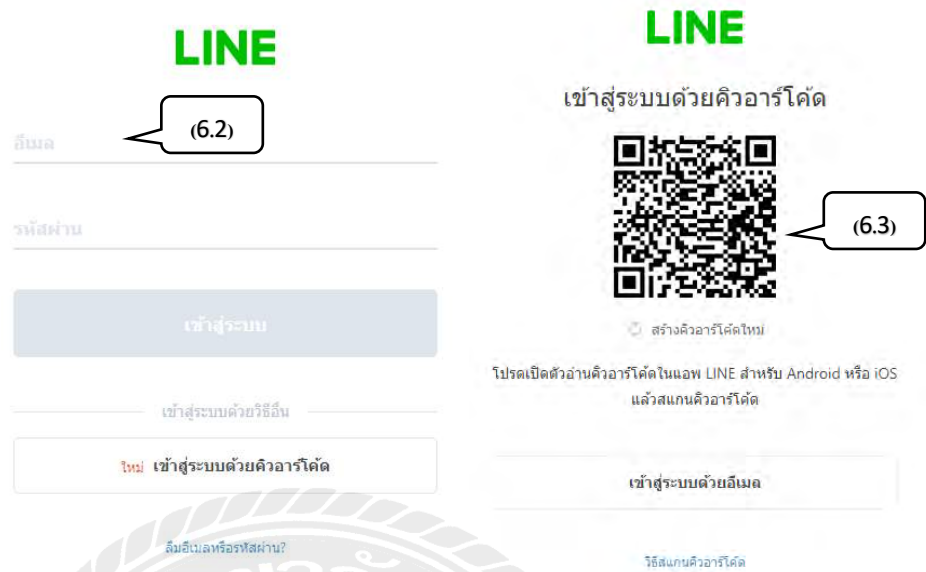 LINE
อีเมล
(6.2)
รหัสผ่าน
เข้าสู่ระบบ
เข้าสู่ระบบด้วยวิธีอื่น
ใหม่ เข้าสู่ระบบด้วยคิวอาร์โค้ด
ลืมอีเมลหรือรหัสผ่าน?
LINE
เข้าสู่ระบบด้วยคิวอาร์โค้ด
(6.3)
สร้างคิวอาร์โค้ดใหม่
โปรดเปิดตัวอ่านคิวอาร์โค้ดในแอพ LINE สำหรับ Android หรือ iOS
แล้วสแกนคิวอาร์โค้ด
เข้าสู่ระบบด้วยอีเมล
วิธีสแกนคิวอาร์โค้ด